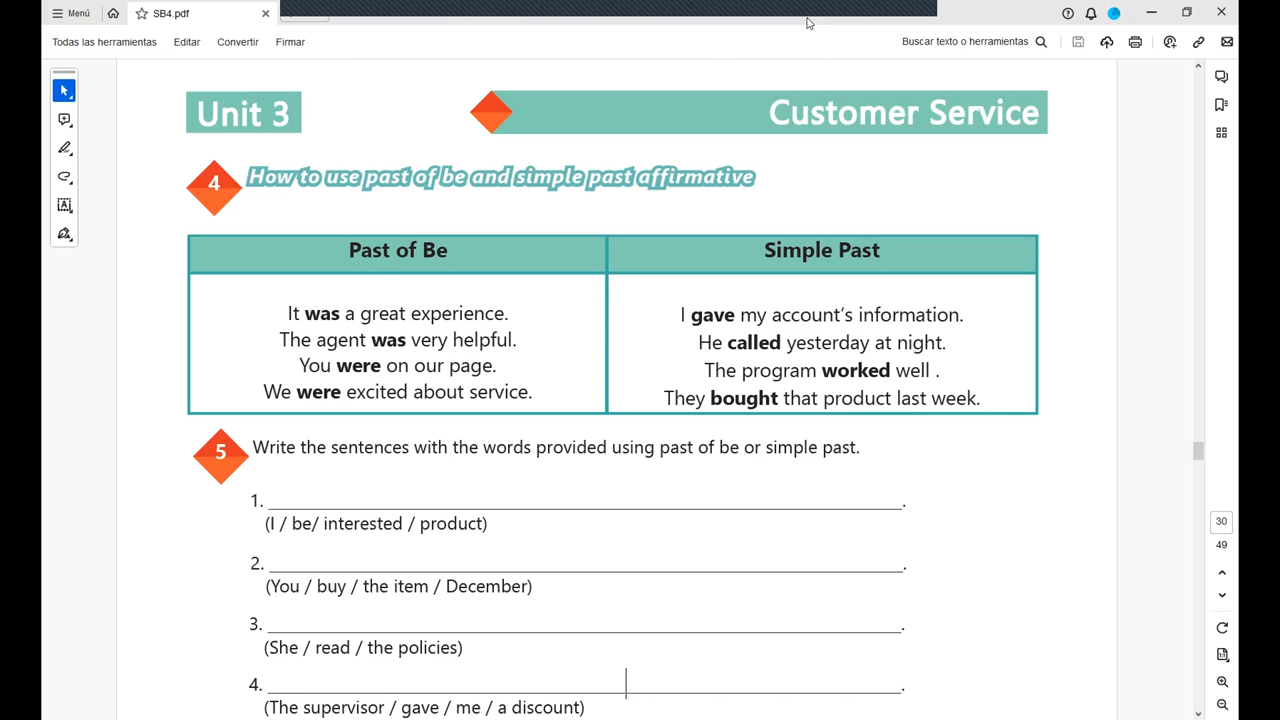 Menú
SB4.pdf
Todas las herramientas Editar Convertir Firmar
Buscar texto o herramientas
Unit 3
Customer Service
4 How to use past of be and simple past affirmative
Past of Be
It was a great experience.
The agent was very helpful.
You were on our page.
We were excited about service.
Simple Past
I gave my account's information.
He called yesterday at night.
The program worked well .
They bought that product last week.
5 Write the sentences with the words provided using past of be or simple past.
1. ______________________________.
(I / be/ interested / product)
2. ______________________________.
(You / buy / the item / December)
3. ______________________________.
(She / read / the policies)
4. ______________________________.
(The supervisor / gave / me / a discount)
30
49